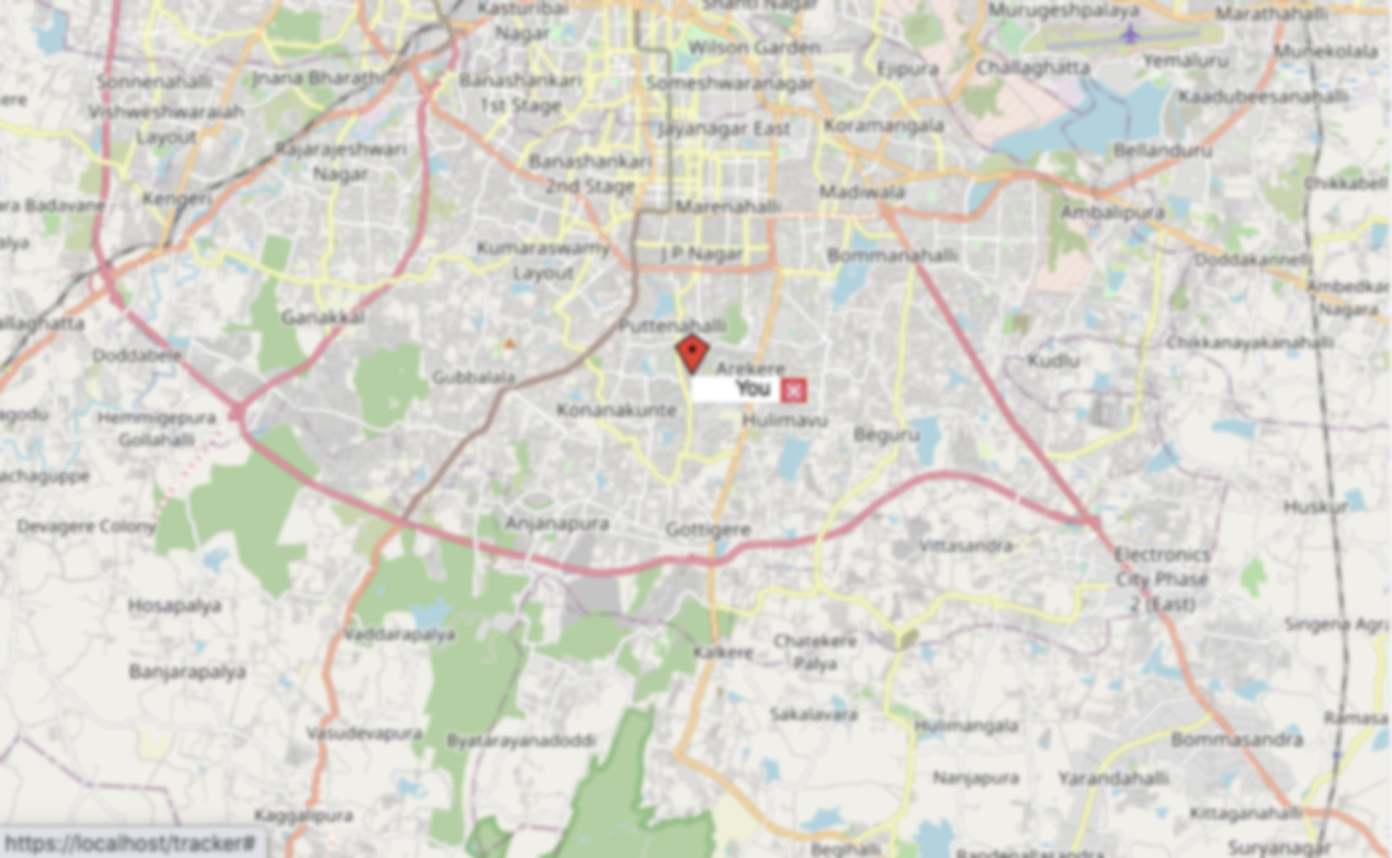 Kasturibai
Nagar
Shanti Nagar
Murugeshpalaya
Marathahalli
Wilson Garden
Munekolala
Sonnenahalli
Jnana Bharathi
Banashankari
1st Stage
Someshwaranagar
Ejipura
Challaghatta
Yemaluru
ere
Vishweshwaraiah
Layout
Kaadubeesanahalli
Jayanagar East
Koramangala
Rajarajeshwari
Nagar
Banashankari
2nd Stage
Bellanduru
Kengeri
Madiwala
Chikkabell
ara Badavane
Marenahalli
Ambalipura
alya
Kumaraswamy
Layout
J P Nagar
Bommanahalli
Doddakannelli
Ambedkar
Nagara
allaghatta
Ganakkal
Puttenahalli
Chikkanayakanahalli
Doddabele
Gubbalala
Arekere
Kudlu
You
agodu
Hemmigepura
Gollahalli
Konanakunte
Hulimavu
Beguru
achaguppe
Devagere Colony
Anjanapura
Gottigere
Huskur
Vittasandra
Electronics
City Phase
2 (East)
Hosapalya
Vaddarapalya
Chatekere
Palya
Singena Agra
Banjarapalya
Kalkere
Vasudevapura
Byatarayanadoddi
Sakalavara
Hulimangala
Ramasa
Bommasandra
Nanjapura
Yarandahalli
Kaggalipura
Kittaganahalli
https://localhost/tracker#
Begihalli
Suryanagar